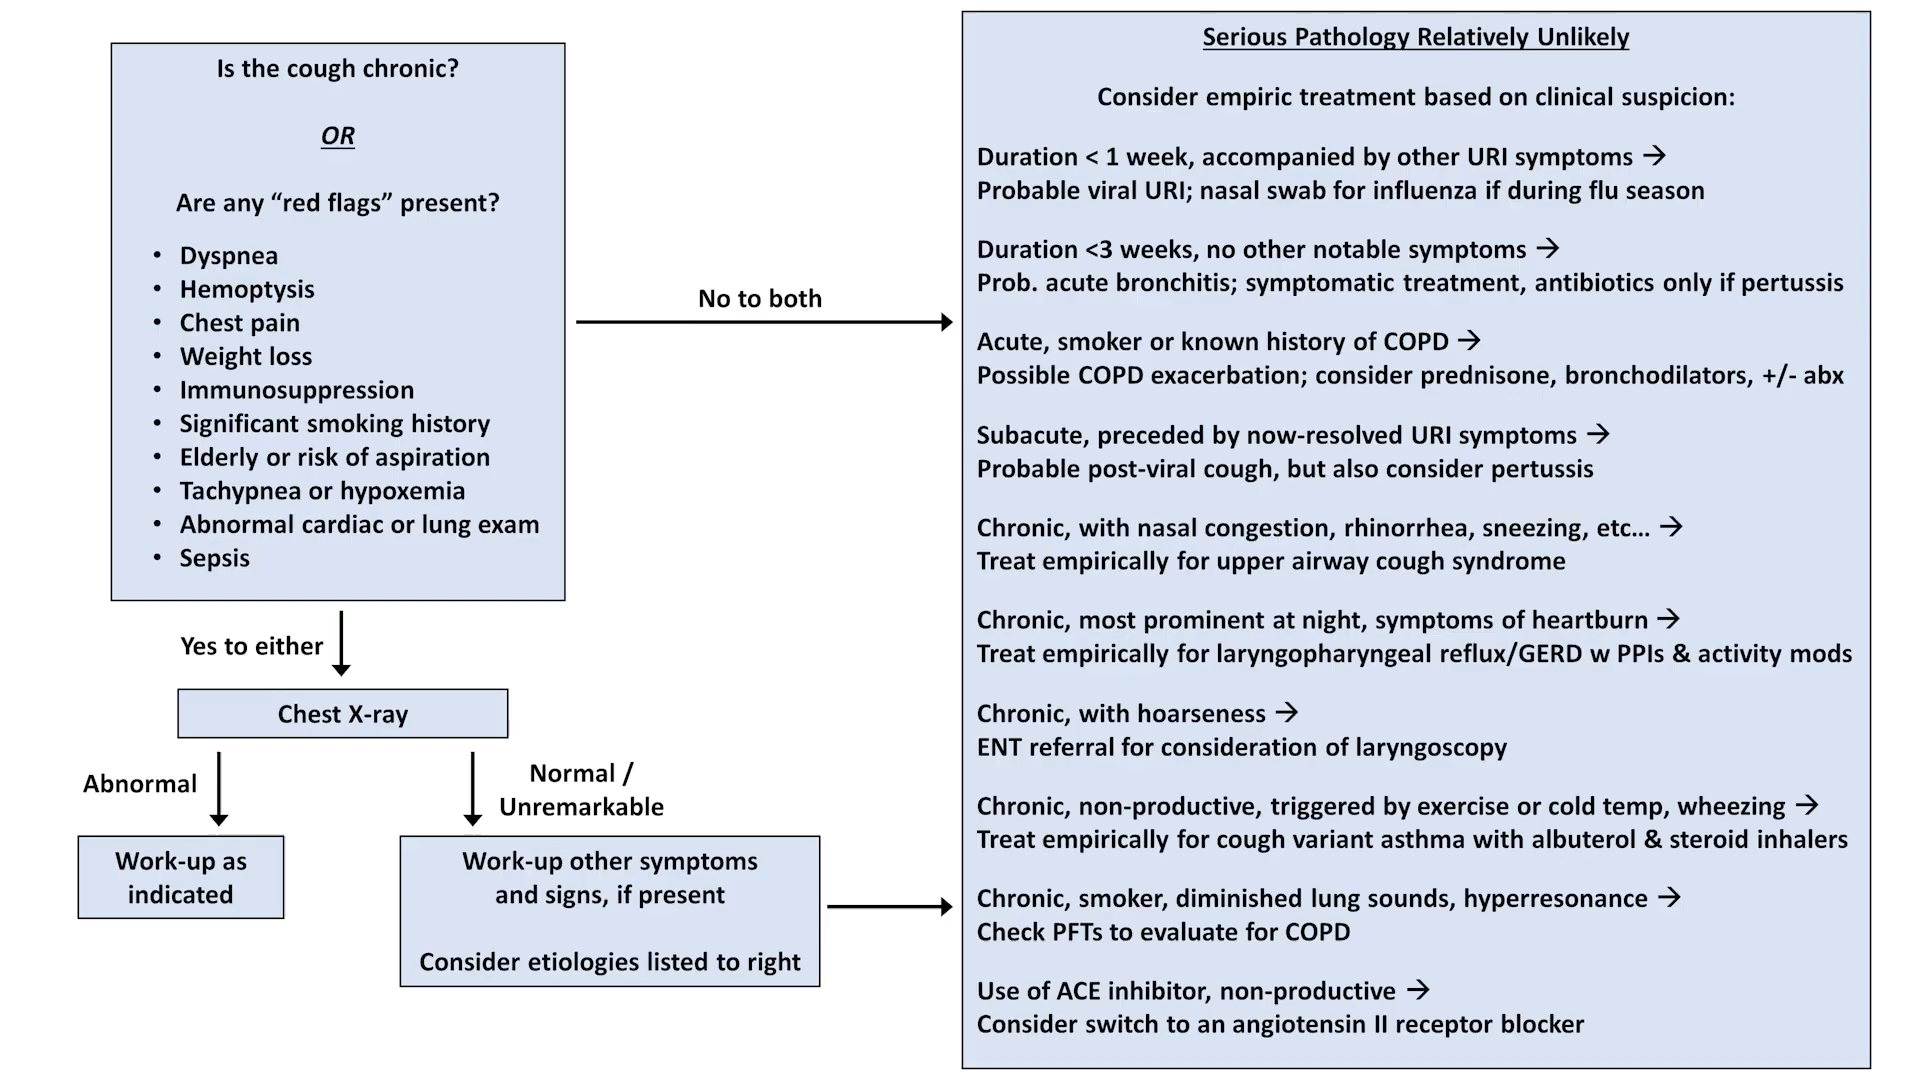 Is the cough chronic?
OR
Are any “red flags” present?
• Dyspnea
• Hemoptysis
• Chest pain
• Weight loss
• Immunosuppression
• Significant smoking history
• Elderly or risk of aspiration
• Tachypnea or hypoxemia
• Abnormal cardiac or lung exam
• Sepsis
Yes to either
Chest X-ray
Abnormal
Normal /
Unremarkable
Work-up as
indicated
Work-up other symptoms
and signs, if present
Consider etiologies listed to right
No to both
Serious Pathology Relatively Unlikely
Consider empiric treatment based on clinical suspicion:
Duration < 1 week, accompanied by other URI symptoms →
Probable viral URI; nasal swab for influenza if during flu season
Duration <3 weeks, no other notable symptoms →
Prob. acute bronchitis; symptomatic treatment, antibiotics only if pertussis
Acute, smoker or known history of COPD →
Possible COPD exacerbation; consider prednisone, bronchodilators, +/- abx
Subacute, preceded by now-resolved URI symptoms →
Probable post-viral cough, but also consider pertussis
Chronic, with nasal congestion, rhinorrhea, sneezing, etc… →
Treat empirically for upper airway cough syndrome
Chronic, most prominent at night, symptoms of heartburn →
Treat empirically for laryngopharyngeal reflux/GERD w PPIs & activity mods
Chronic, with hoarseness →
ENT referral for consideration of laryngoscopy
Chronic, non-productive, triggered by exercise or cold temp, wheezing →
Treat empirically for cough variant asthma with albuterol & steroid inhalers
Chronic, smoker, diminished lung sounds, hyperresonance →
Check PFTs to evaluate for COPD
Use of ACE inhibitor, non-productive →
Consider switch to an angiotensin II receptor blocker